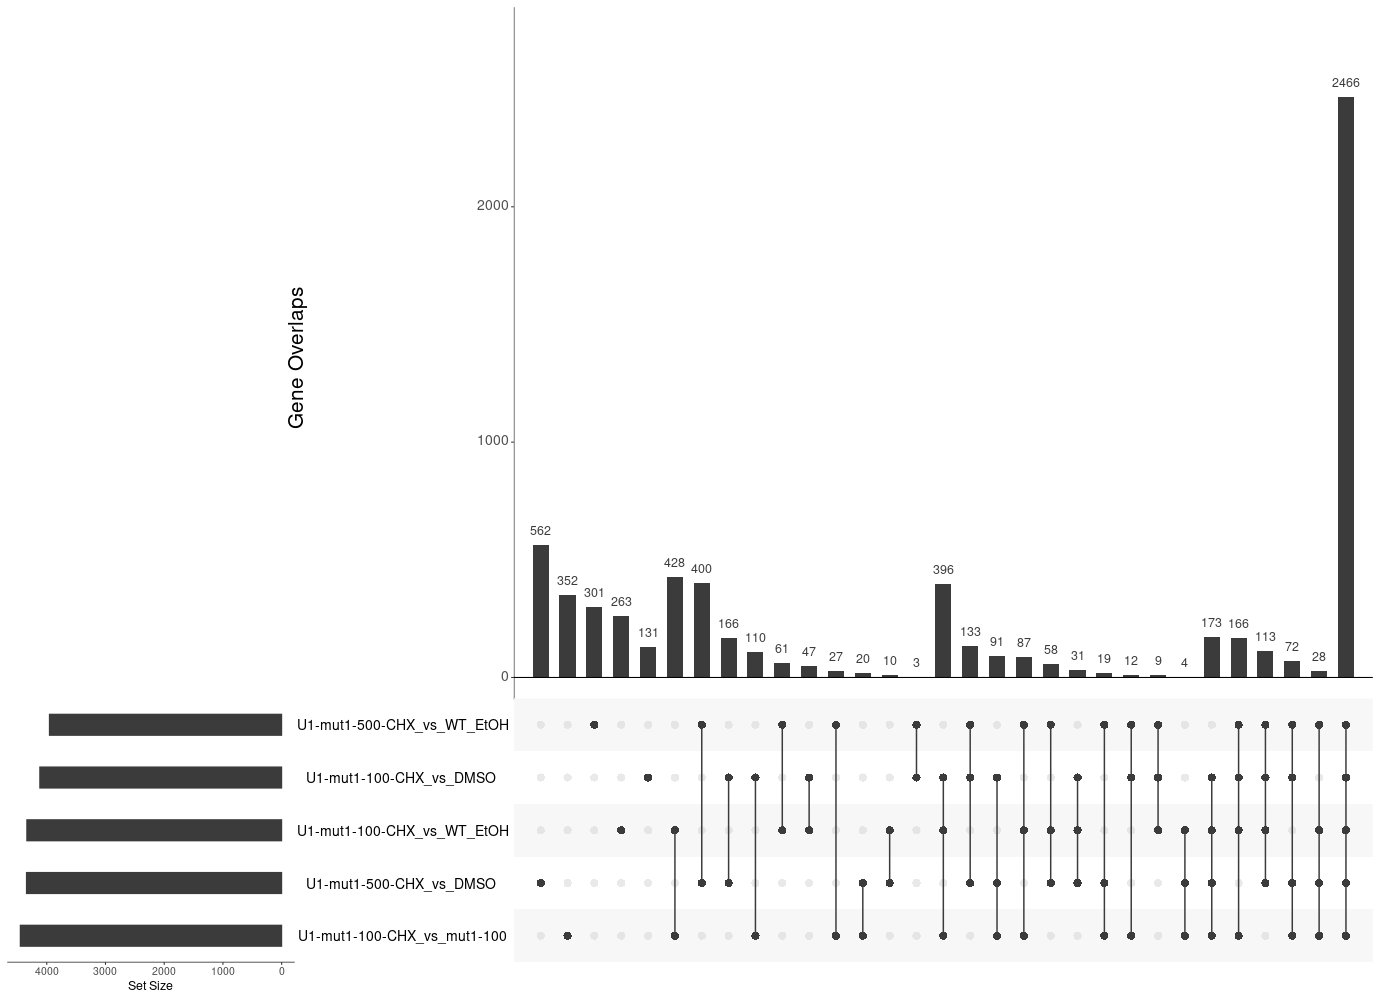 2466
2000
Gene Overlaps
1000
562
428 400
396
352 301 263
131
166 110 61 47 27 20 10 3
133 91 87 58 31 19 12 9 4
173 166 113 72 28
0
U1-mut1-500-CHX_vs_WT_EtOH
U1-mut1-100-CHX_vs_DMSO
U1-mut1-100-CHX_vs_WT_EtOH
U1-mut1-500-CHX_vs_DMSO
U1-mut1-100-CHX_vs_mut1-100
4000 3000 2000 1000 0
Set Size